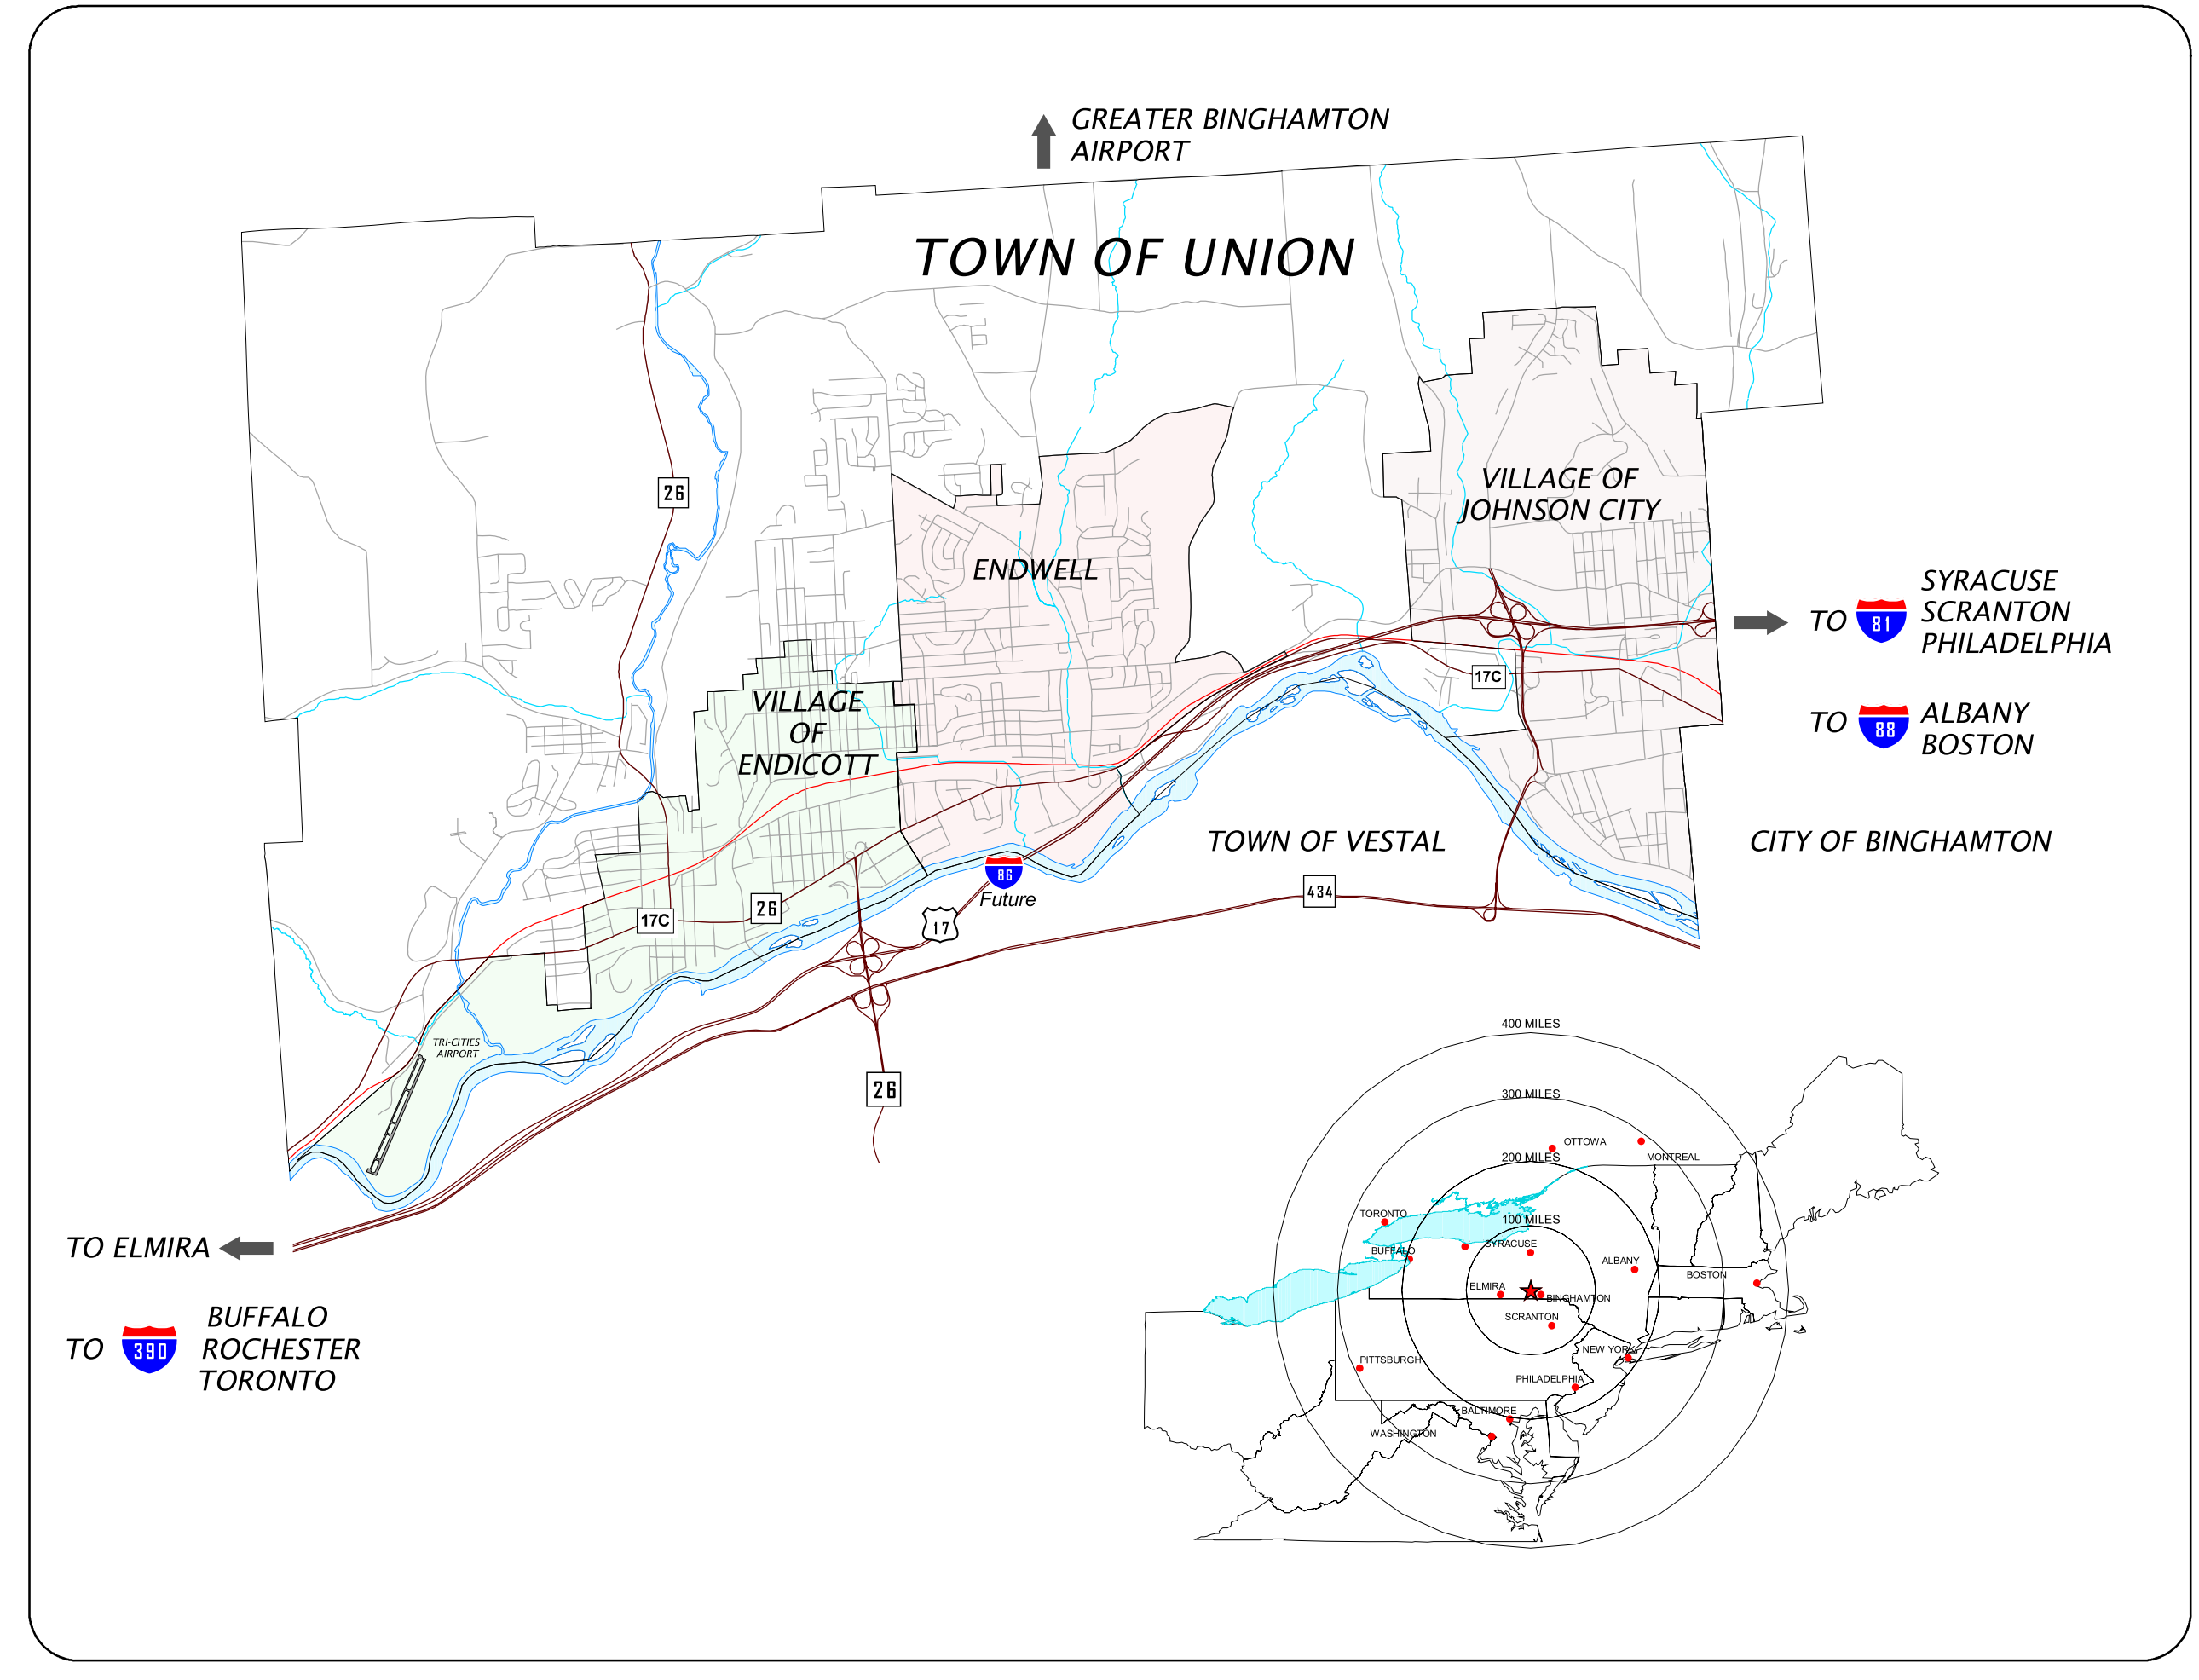 GREATER BINGHAMTON
AIRPORT
TOWN OF UNION
26
VILLAGE OF
JOHNSON CITY
ENDWELL
SYRACUSE
TO 81 SCRANTON
PHILADELPHIA
17C
VILLAGE
OF
ENDICOTT
TO 88 ALBANY
BOSTON
TOWN OF VESTAL
CITY OF BINGHAMTON
86
Future
434
26
17C
17
TRI-CITIES
AIRPORT
26
TO ELMIRA
BUFFALO
TO 390 ROCHESTER
TORONTO
400 MILES
300 MILES
OTTOWA
200 MILES
MONTREAL
TORONTO
100 MILES
SYRACUSE
BUFFALO
ALBANY
BOSTON
ELMIRA
BINGHAMTON
SCRANTON
NEW YORK
PITTSBURGH
PHILADELPHIA
BALTIMORE
WASHINGTON